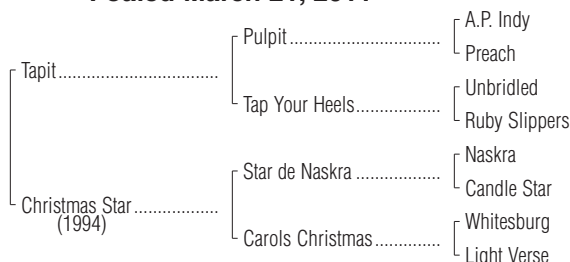 Foaled March 21, 2011
A.P. Indy
Pulpit
Preach
Tapit
Unbridled
Tap Your Heels
Ruby Slippers
Naskra
Star de Naskra
Candle Star
Christmas Star
(1994)
Whitesburg
Carols Christmas
Light Verse